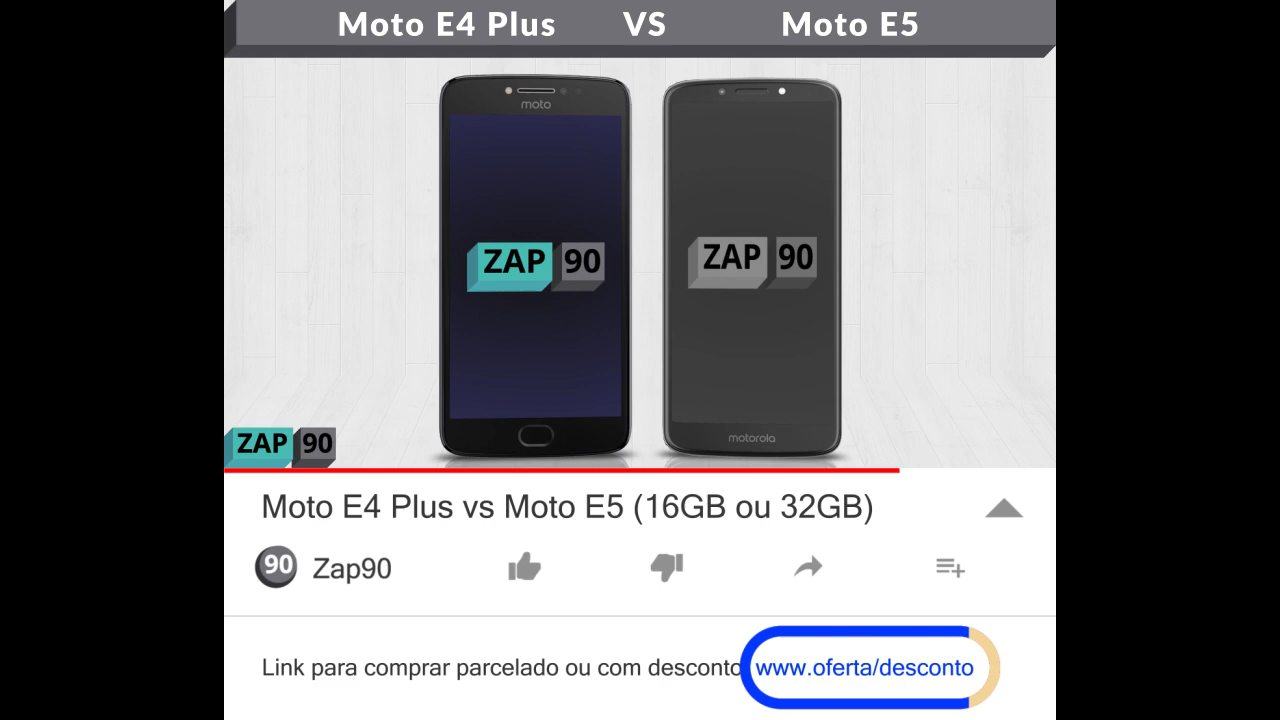 Moto E4 Plus VS Moto E5
moto
ZAP 90
ZAP 90
motorola
ZAP 90
Moto E4 Plus vs Moto E5 (16GB ou 32GB)
90 Zap90
Link para comprar parcelado ou com desconto www.oferta/desconto